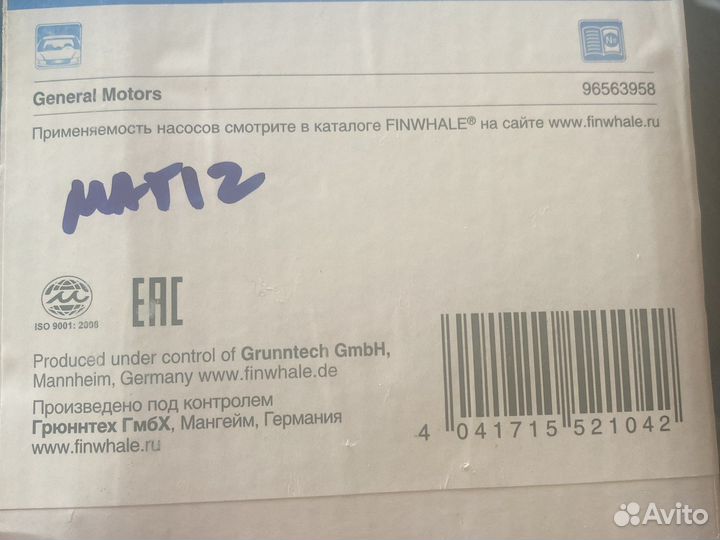 General Motors 96563958
Применяемость насосов смотрите в каталоге FINWHALE® на сайте www.finwhale.ru
MATIZ
ISO 9001: 2008
EAC
Produced under control of Grunntech GmbH,
Mannheim, Germany www.finwhale.de
Произведено под контролем
Грюннтех ГмбХ, Мангейм, Германия
www.finwhale.ru
4 041715 521042
Avito